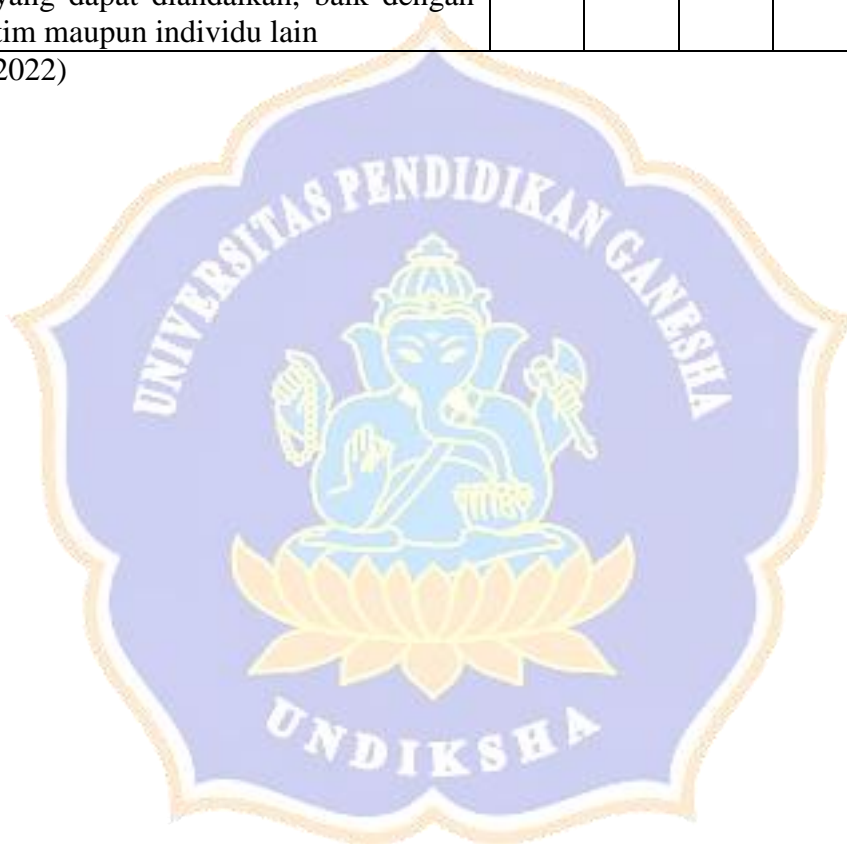 yang dapat diandalkan, baik dengan
tim maupun individu lain
2022)
UNIVERSITAS PENDIDIKAN GANESHA
UNDIKSHA